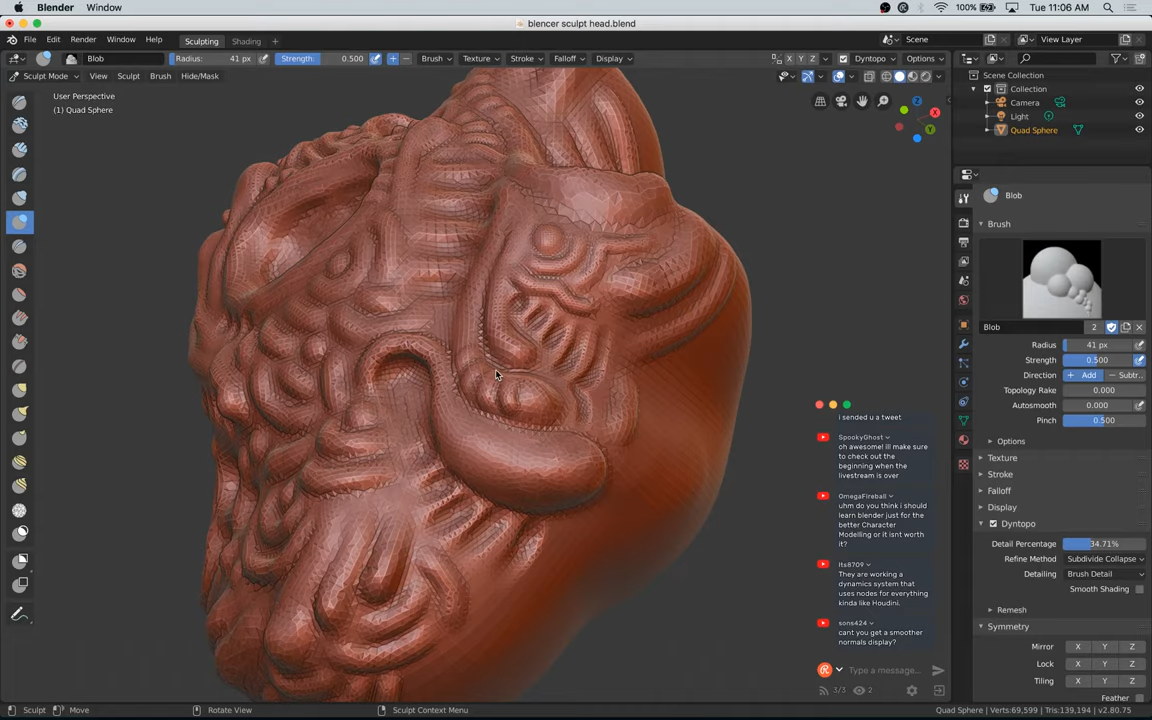 Blender Window
100% Tue 11:06 AM
blencer sculpt head.blend
File Edit Render Window Help Sculpting Shading + Scene View Layer
Blob Radius: 41 px Strength: 0.500 Brush Texture Stroke Falloff Display X Y Z Dyntopo Options
Sculpt Mode View Sculpt Brush Hide/Mask
User Perspective
(1) Quad Sphere
Z
X
Y
Scene Collection
Collection
Camera
Light
Quad Sphere
Blob
Brush
Blob 2
Radius 41 px
Strength 0.500
Direction + Add − Subtr..
Topology Rake 0.000
Autosmooth 0.000
Pinch 0.500
Options
Texture
Stroke
Falloff
Display
Dyntopo
Detail Percentage 34.71%
Refine Method Subdivide Collapse
Detailing Brush Detail
Smooth Shading
Remesh
Symmetry
Mirror X Y Z
Lock X Y Z
Tiling X Y Z
Feather
i sended u a tweet
SpookyGhost
oh awesome! ill make sure
to check out the
beginning when the
livestream is over
OmegaFireball
uhm do you think i should
learn blender just for the
better Character
Modelling or it isnt worth
it?
Its8709
They are working a
dynamics system that
uses nodes for everything
kinda like Houdini.
sons424
cant you get a smoother
normals display?
Type a message...
3/3 2
Sculpt Move Rotate View Sculpt Context Menu Quad Sphere | Verts:69,599 | Tris:139,194 | v2.80.75